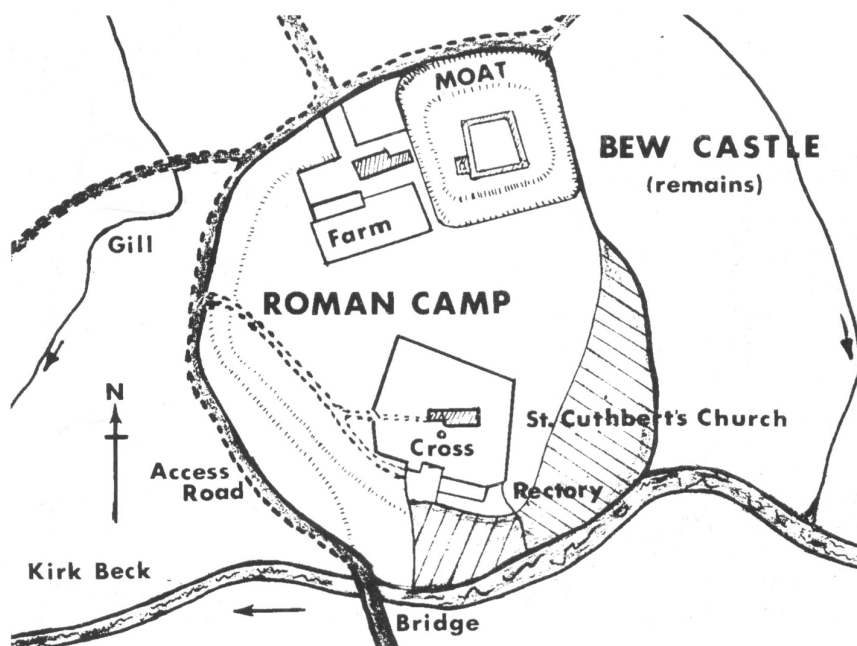 MOAT
BEW CASTLE
(remains)
Farm
Gill
ROMAN CAMP
N
St. Cuthbert's Church
Cross
Access
Road
Rectory
Kirk Beck
Bridge